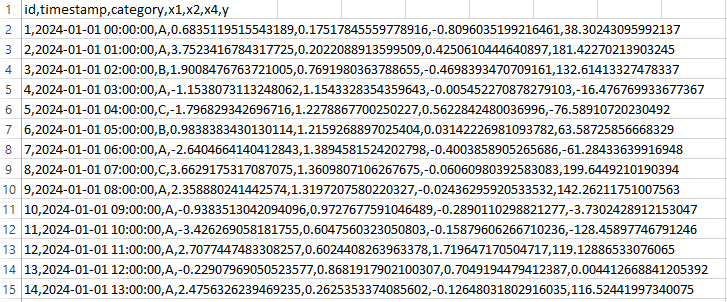 1 id,timestamp,category,x1,x2,x4,y
2 1,2024-01-01 00:00:00,A,0.6835119515543189,0.17517845559778916,-0.8096035199216461,38.30243095992137
3 2,2024-01-01 01:00:00,A,3.7523416784317725,0.2022088913599509,0.4250610444640897,181.42270213903245
4 3,2024-01-01 02:00:00,B,1.9008476763721005,0.7691980363788655,-0.4698393470709161,132.61413327478337
5 4,2024-01-01 03:00:00,A,-1.1538073113248062,1.1543328354359643,-0.005452270878279103,-16.476769933677367
6 5,2024-01-01 04:00:00,C,-1.796829342696716,1.2278867700250227,0.5622842480036996,-76.58910720230492
7 6,2024-01-01 05:00:00,B,0.9838383430130114,1.2159268897025404,0.03142226981093782,63.58725856668329
8 7,2024-01-01 06:00:00,A,-2.6404664140412843,1.3894581524202798,-0.4003858905265686,-61.28433639916948
9 8,2024-01-01 07:00:00,C,3.6629175317087075,1.3609807106267675,-0.06060980392583083,199.6449210190394
10 9,2024-01-01 08:00:00,A,2.358880241442574,1.3197207580220327,-0.02436295920533532,142.26211751007563
11 10,2024-01-01 09:00:00,A,-0.9383513042094096,0.9727677591046489,-0.2890110298821277,-3.7302428912153047
12 11,2024-01-01 10:00:00,A,-3.426269058181755,0.6047560323050803,-0.15879606266710236,-128.45897746791246
13 12,2024-01-01 11:00:00,A,2.7077447483308257,0.6024408263963378,1.719647170504717,119.12886533076065
14 13,2024-01-01 12:00:00,A,-0.22907969050523577,0.8681917902100307,0.7049194479412387,0.004412668841205392
15 14,2024-01-01 13:00:00,A,2.4756326239469235,0.2625353374085602,-0.12648031802916035,116.52441997340075